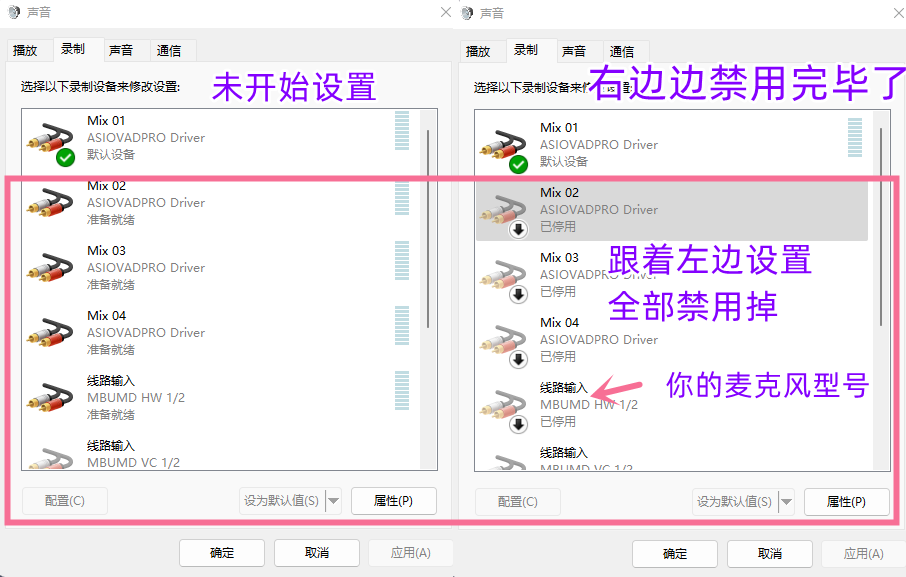 声音
播放 录制 声音 通信
选择以下录制设备来修改设置:
未开始设置
Mix 01
ASIOVADPRO Driver
默认设备
Mix 02
ASIOVADPRO Driver
准备就绪
Mix 03
ASIOVADPRO Driver
准备就绪
Mix 04
ASIOVADPRO Driver
准备就绪
线路输入
MBUMD HW 1/2
准备就绪
线路输入
MBUMD VC 1/2
配置(C)
设为默认值(S)
属性(P)
确定
取消
应用(A)
声音
播放 录制 声音 通信
选择以下录制设备来
右边边禁用完毕了
Mix 01
ASIOVADPRO Driver
默认设备
Mix 02
ASIOVADPRO Driver
已停用
跟着左边设置
全部禁用掉
Mix 03
ASIOVADPRO Driver
已停用
Mix 04
ASIOVADPRO Driver
已停用
线路输入
MBUMD HW 1/2
已停用
你的麦克风型号
线路输入
MBUMD VC 1/2
配置(C)
设为默认值(S)
属性(P)
确定
取消
应用(A)